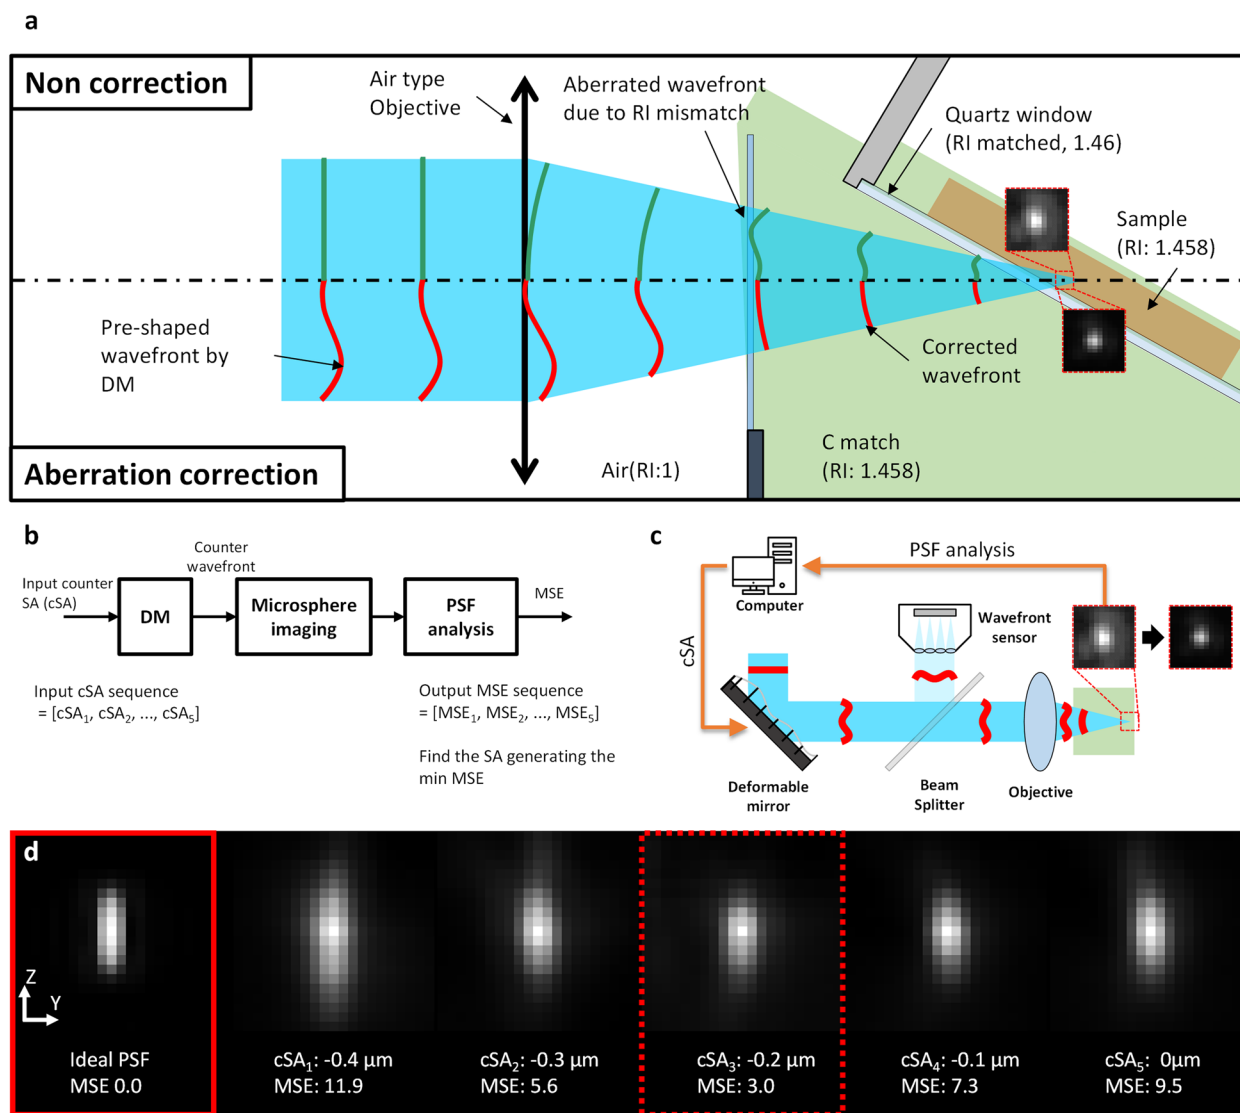 a
Non correction
Air type
Objective
Aberrated wavefront
due to RI mismatch
Quartz window
(RI matched, 1.46)
Sample
(RI: 1.458)
Pre-shaped
wavefront by
DM
Corrected
wavefront
Aberration correction
Air(RI:1)
C match
(RI: 1.458)
b
Input counter
SA (cSA)
DM
Counter
wavefront
Microsphere
imaging
PSF
analysis
MSE
Input cSA sequence
= [cSA₁, cSA₂, ..., cSA₅]
Output MSE sequence
= [MSE₁, MSE₂, ..., MSE₅]
Find the SA generating the
min MSE
c
PSF analysis
Computer
Wavefront
sensor
cSA
Deformable
mirror
Beam
Splitter
Objective
d
Z
Y
Ideal PSF
MSE 0.0
cSA₁: -0.4 µm
MSE: 11.9
cSA₂: -0.3 µm
MSE: 5.6
cSA₃: -0.2 µm
MSE: 3.0
cSA₄: -0.1 µm
MSE: 7.3
cSA₅: 0µm
MSE: 9.5